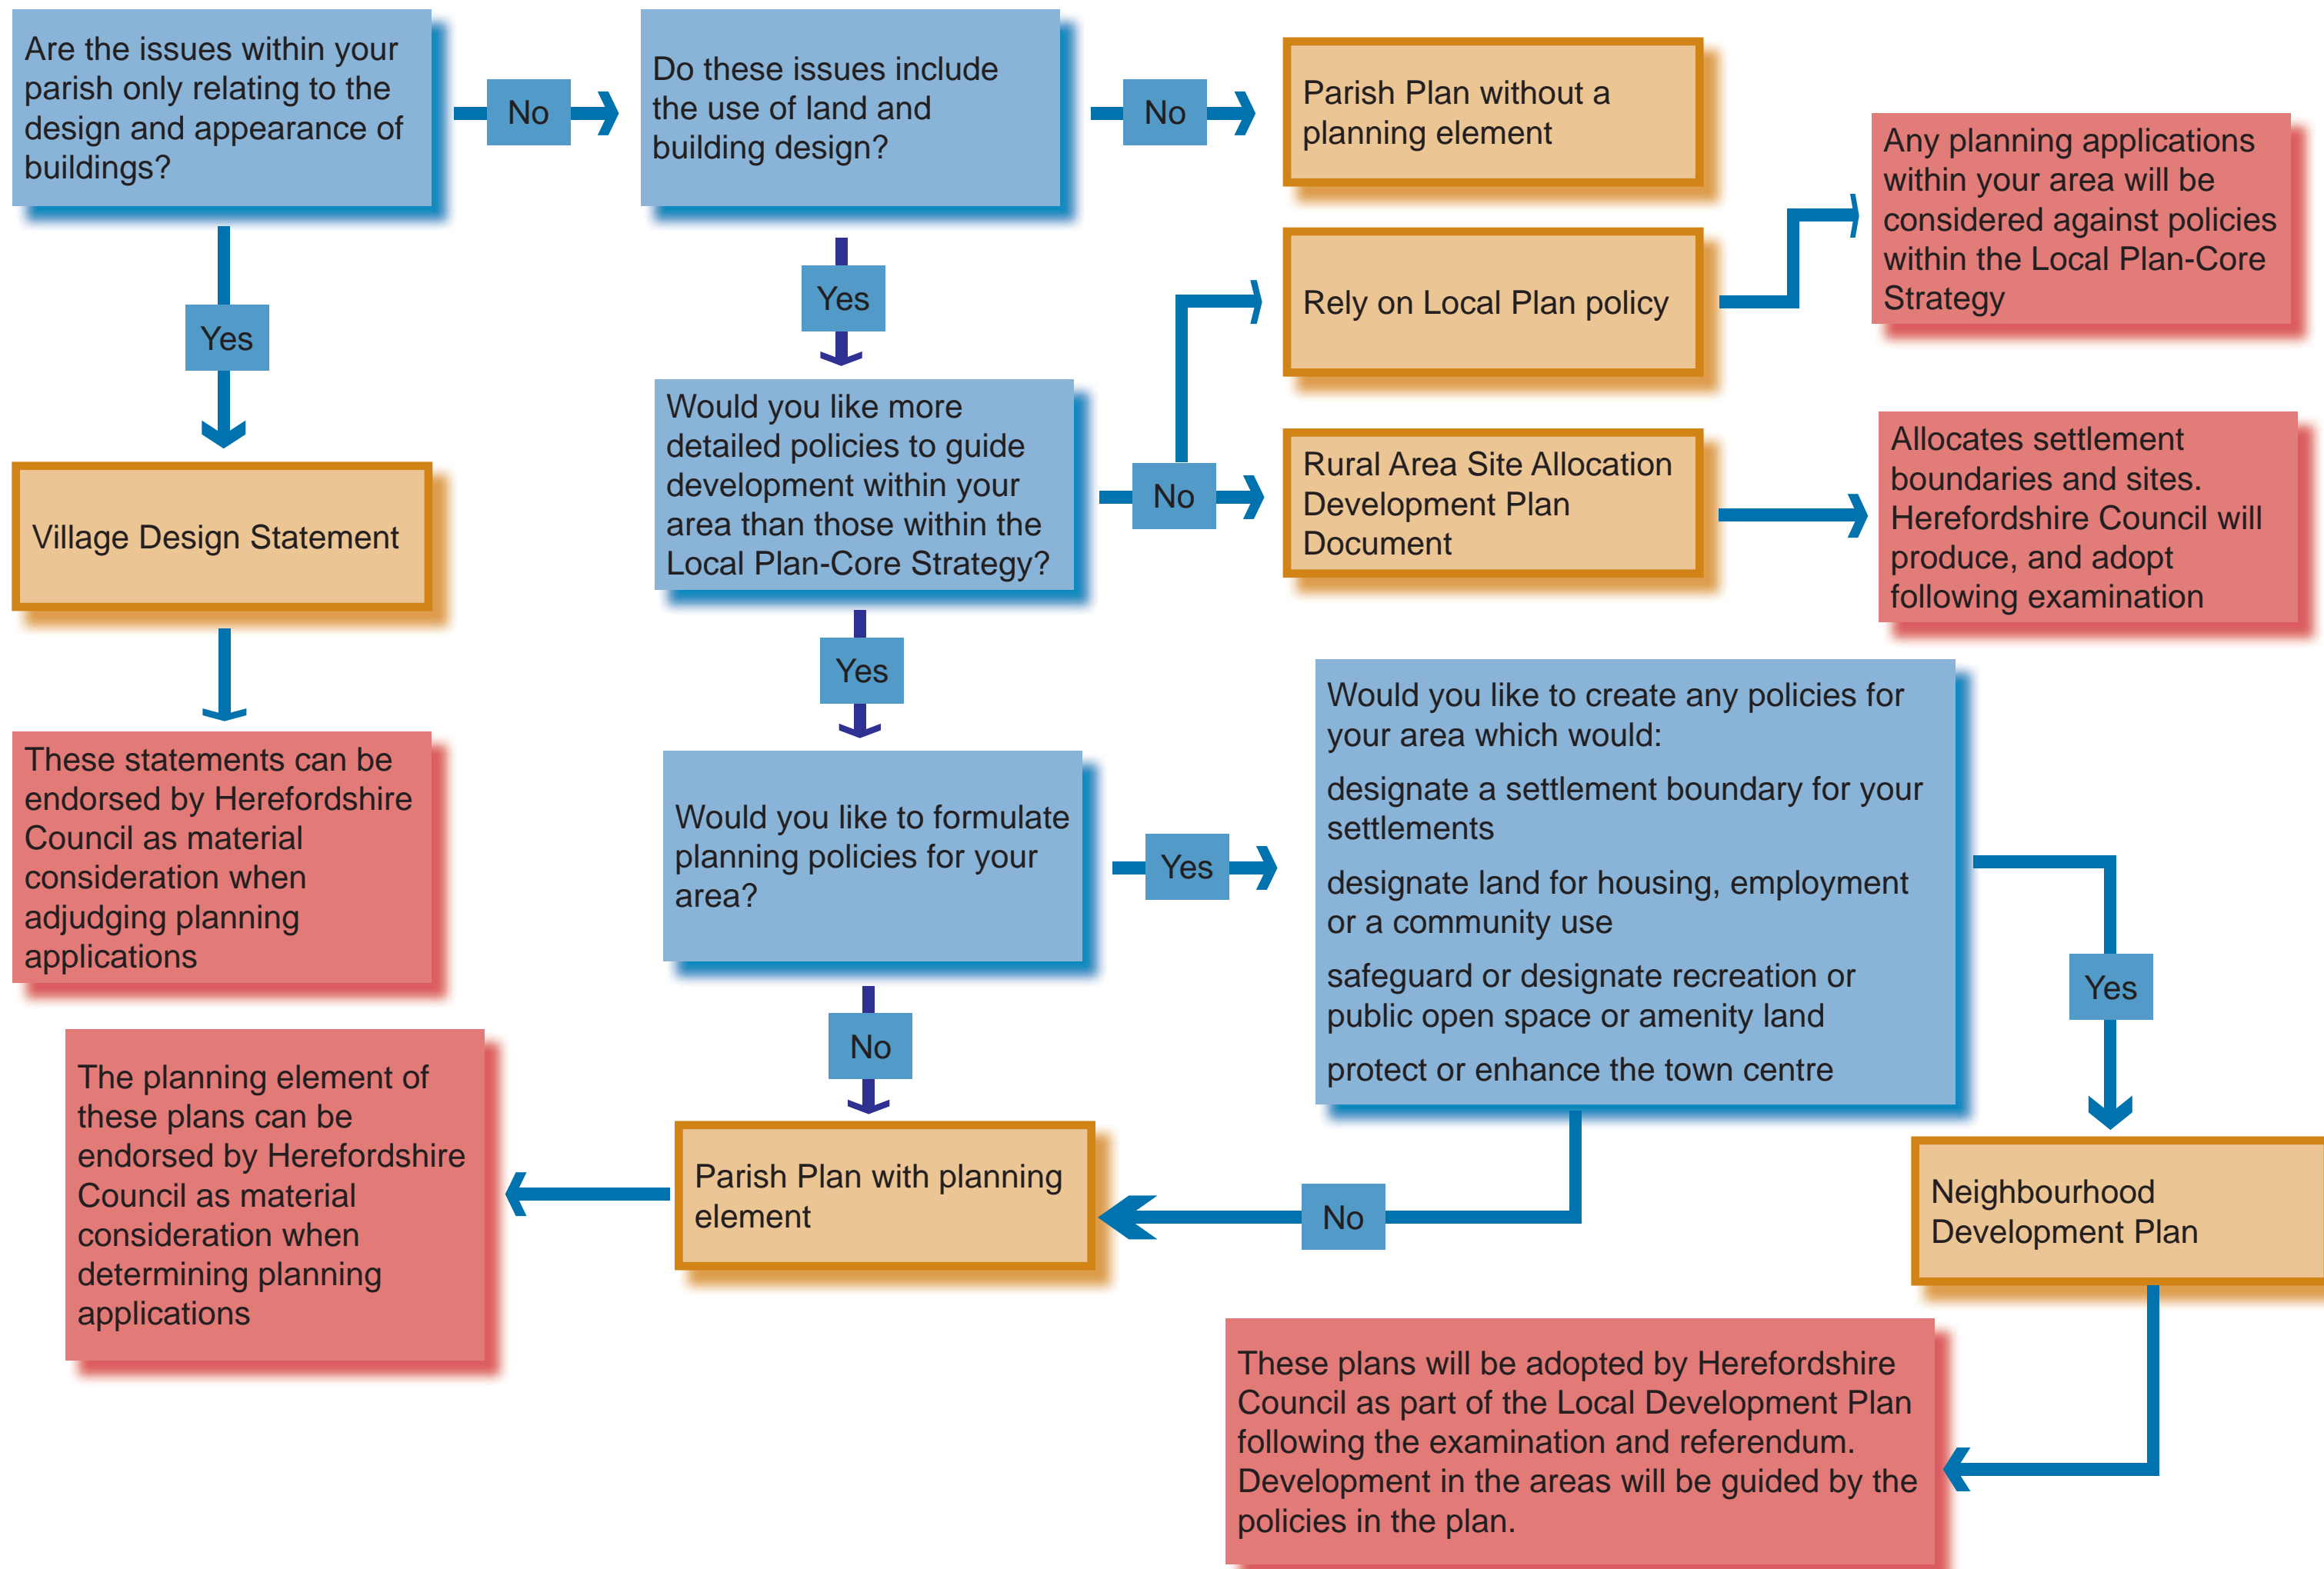 Are the issues within your
parish only relating to the
design and appearance of
buildings?
No
Do these issues include
the use of land and
building design?
No
Parish Plan without a
planning element
Any planning applications
within your area will be
considered against policies
within the Local Plan-Core
Strategy
Yes
Yes
Rely on Local Plan policy
Would you like more
detailed policies to guide
development within your
area than those within the
Local Plan-Core Strategy?
No
Rural Area Site Allocation
Development Plan
Document
Allocates settlement
boundaries and sites.
Herefordshire Council will
produce, and adopt
following examination
Village Design Statement
Yes
These statements can be
endorsed by Herefordshire
Council as material
consideration when
adjudging planning
applications
Would you like to formulate
planning policies for your
area?
Yes
Would you like to create any policies for
your area which would:
designate a settlement boundary for your
settlements
designate land for housing, employment
or a community use
safeguard or designate recreation or
public open space or amenity land
protect or enhance the town centre
Yes
No
The planning element of
these plans can be
endorsed by Herefordshire
Council as material
consideration when
determining planning
applications
Parish Plan with planning
element
No
Neighbourhood
Development Plan
These plans will be adopted by Herefordshire
Council as part of the Local Development Plan
following the examination and referendum.
Development in the areas will be guided by the
policies in the plan.